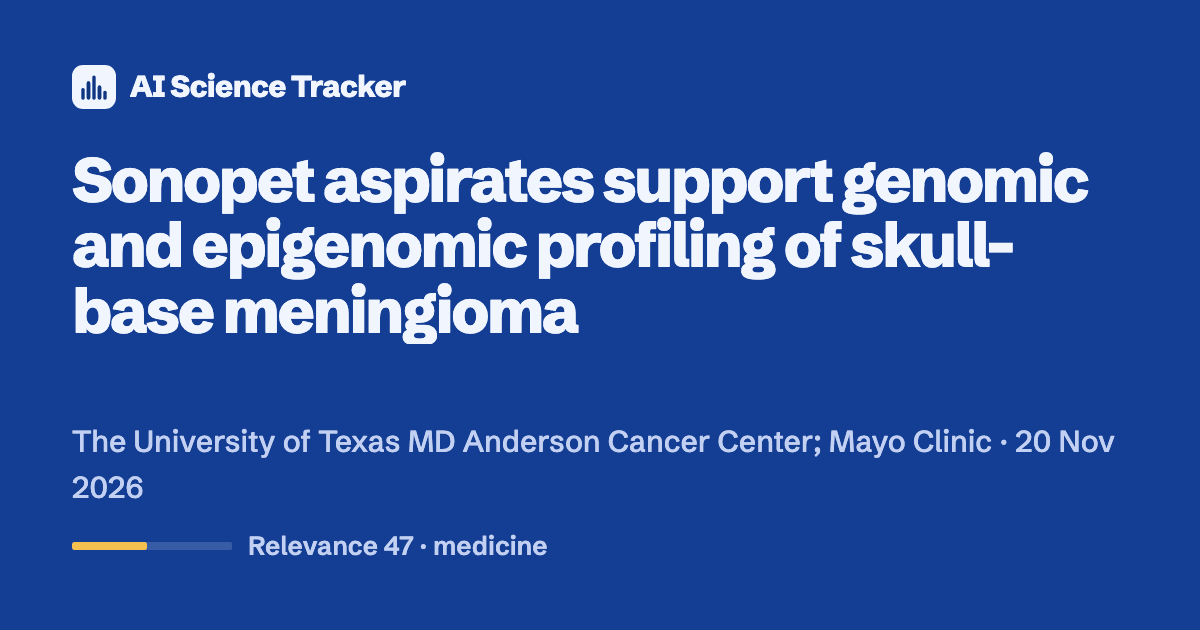 AI Science Tracker
Sonopet aspirates support genomic
and epigenomic profiling of skull-
base meningioma
The University of Texas MD Anderson Cancer Center; Mayo Clinic · 20 Nov
2026
Relevance 47 · medicine